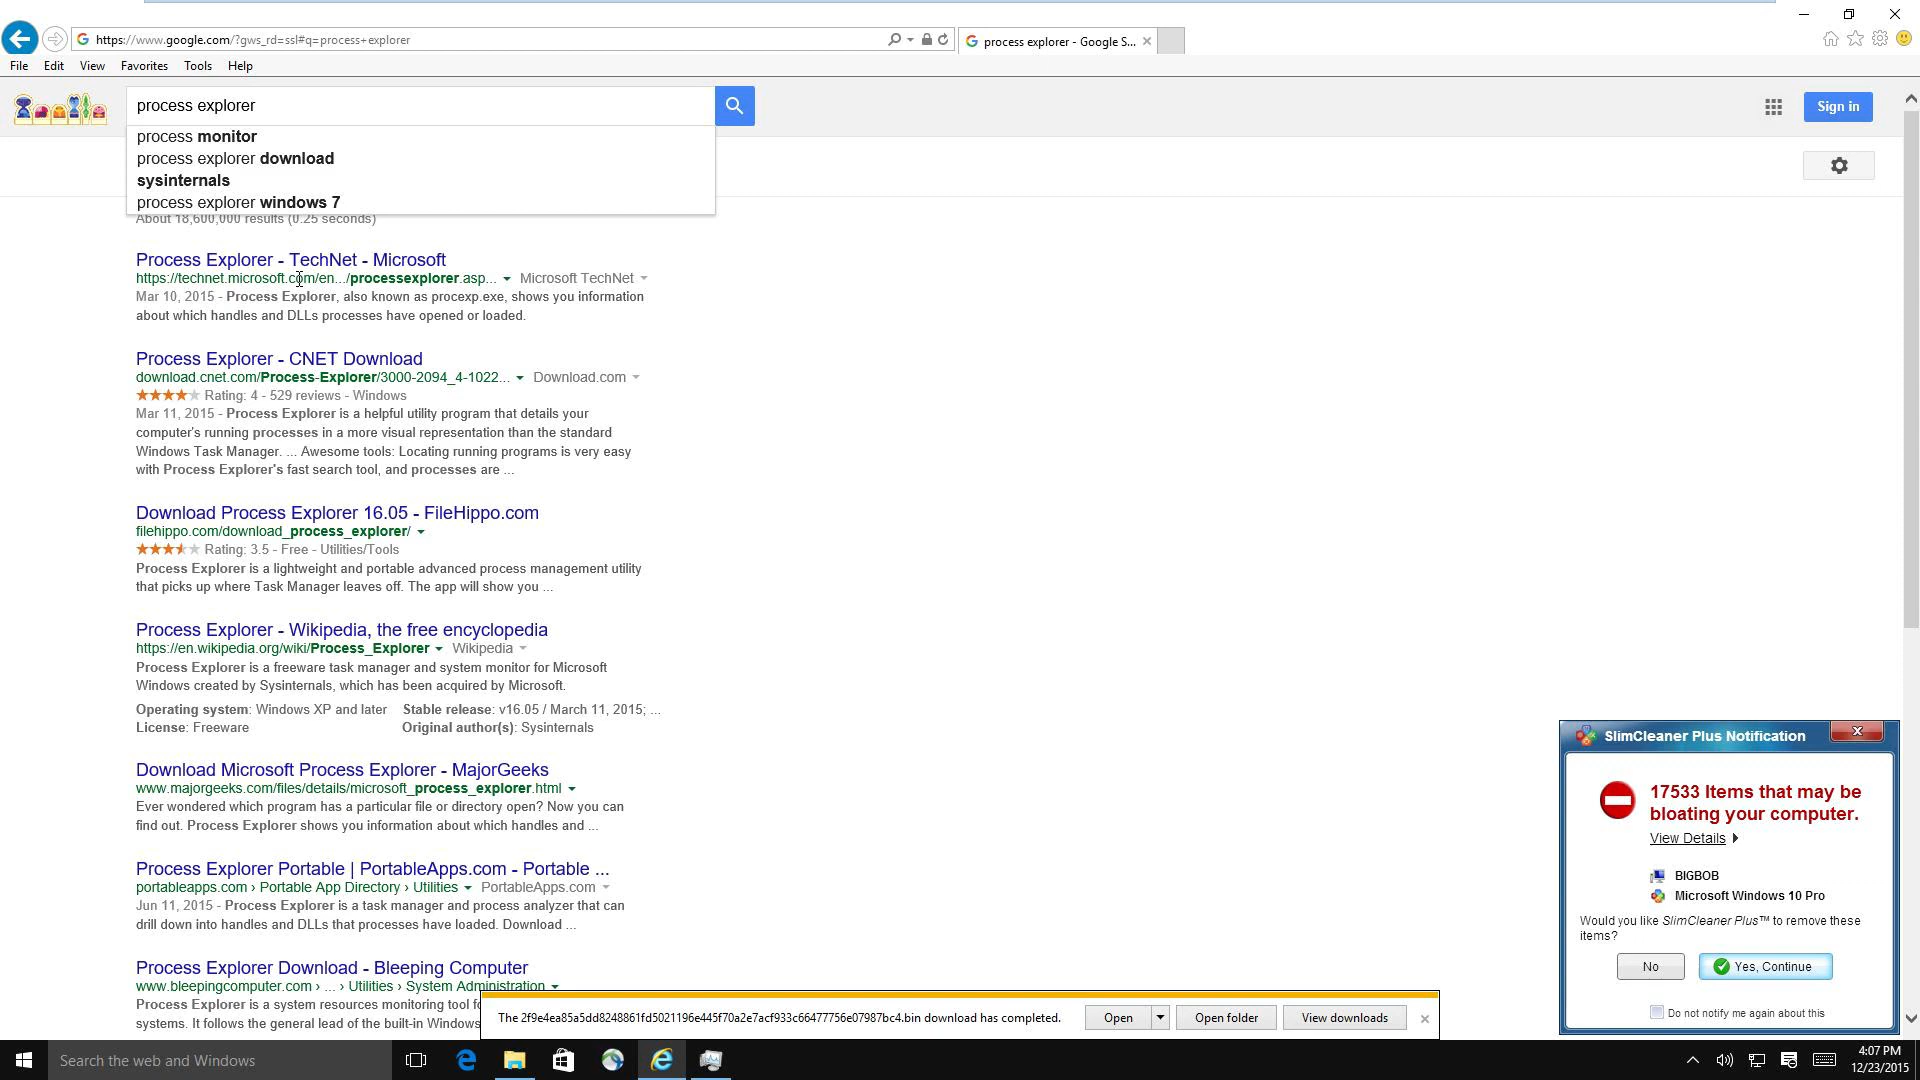 https://www.google.com/?gws_rd=ssl#q=process+explorer
process explorer - Google S...
File Edit View Favorites Tools Help
process explorer
Sign in
process monitor
process explorer download
sysinternals
process explorer windows 7
About 18,600,000 results (0.25 seconds)
Process Explorer - TechNet - Microsoft
https://technet.microsoft.com/en.../processexplorer.asp... Microsoft TechNet
Mar 10, 2015 - Process Explorer, also known as procexp.exe, shows you information
about which handles and DLLs processes have opened or loaded.
Process Explorer - CNET Download
download.cnet.com/Process-Explorer/3000-2094_4-1022... Download.com
Rating: 4 - 529 reviews - Windows
Mar 11, 2015 - Process Explorer is a helpful utility program that details your
computer's running processes in a more visual representation than the standard
Windows Task Manager. ... Awesome tools: Locating running programs is very easy
with Process Explorer's fast search tool, and processes are ...
Download Process Explorer 16.05 - FileHippo.com
filehippo.com/download_process_explorer/
Rating: 3.5 - Free - Utilities/Tools
Process Explorer is a lightweight and portable advanced process management utility
that picks up where Task Manager leaves off. The app will show you ...
Process Explorer - Wikipedia, the free encyclopedia
https://en.wikipedia.org/wiki/Process_Explorer Wikipedia
Process Explorer is a freeware task manager and system monitor for Microsoft
Windows created by Sysinternals, which has been acquired by Microsoft.
Operating system: Windows XP and later Stable release: v16.05 / March 11, 2015; ...
License: Freeware Original author(s): Sysinternals
Download Microsoft Process Explorer - MajorGeeks
www.majorgeeks.com/files/details/microsoft_process_explorer.html
Ever wondered which program has a particular file or directory open? Now you can
find out. Process Explorer shows you information about which handles and ...
Process Explorer Portable | PortableApps.com - Portable ...
portableapps.com › Portable App Directory › Utilities PortableApps.com
Jun 11, 2015 - Process Explorer is a task manager and process analyzer that can
drill down into handles and DLLs that processes have loaded. Download ...
Process Explorer Download - Bleeping Computer
www.bleepingcomputer.com › ... › Utilities › System Administration
Process Explorer is a system resources monitoring tool fo
systems. It follows the general lead of the built-in Windows
SlimCleaner Plus Notification
17533 Items that may be
bloating your computer.
View Details
BIGBOB
Microsoft Windows 10 Pro
Would you like SlimCleaner Plus™ to remove these
items?
No Yes, Continue
Do not notify me again about this
The 2f9e4ea85a5dd8248861fd5021196e445f70a2e7acf933c66477756e07987bc4.bin download has completed. Open Open folder View downloads
Search the web and Windows
4:07 PM
12/23/2015